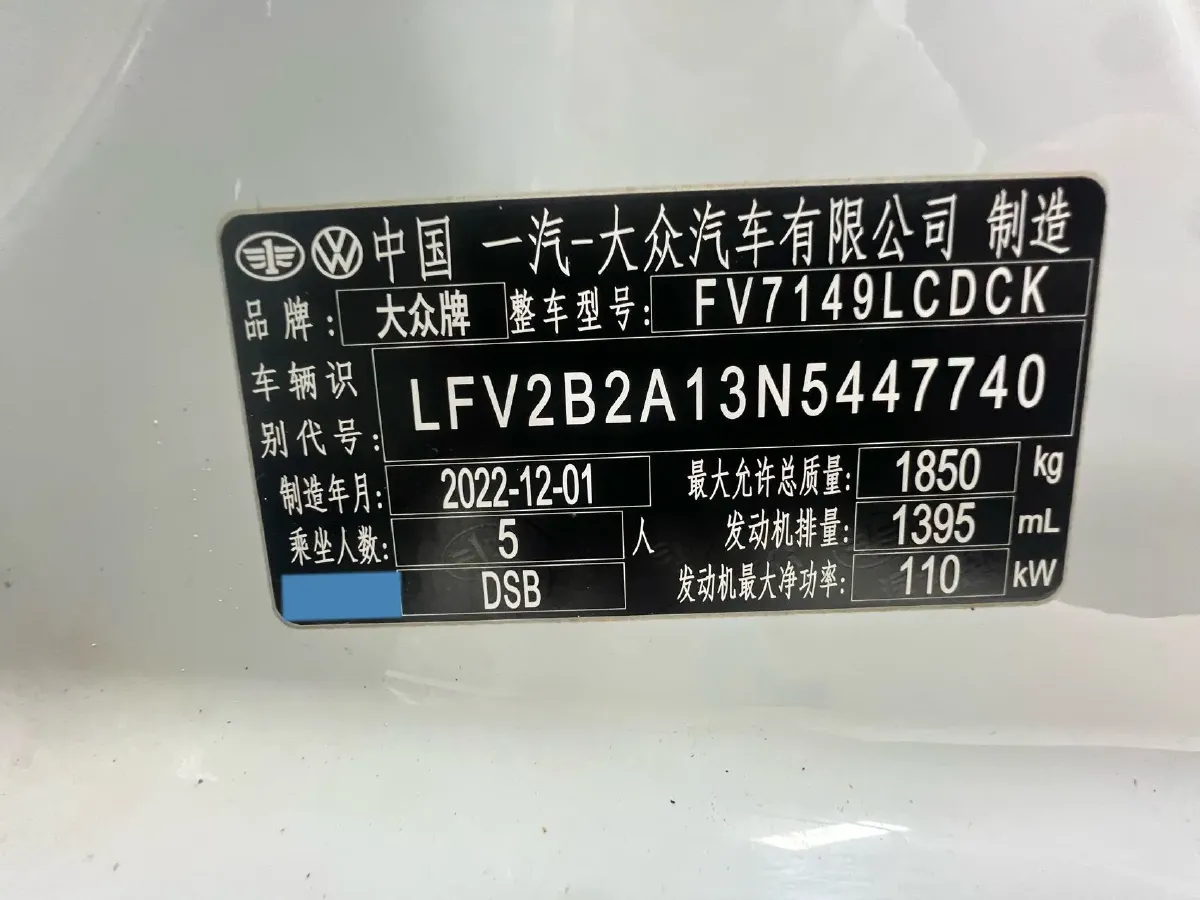 中国 一汽-大众汽车有限公司 制造
品牌: 大众牌 整车型号: FV7149LCDCK
车辆识别代号: LFV2B2A13N5447740
制造年月: 2022-12-01 最大允许总质量: 1850 kg
乘坐人数: 5 人 发动机排量: 1395 mL
DSB 发动机最大净功率: 110 kW